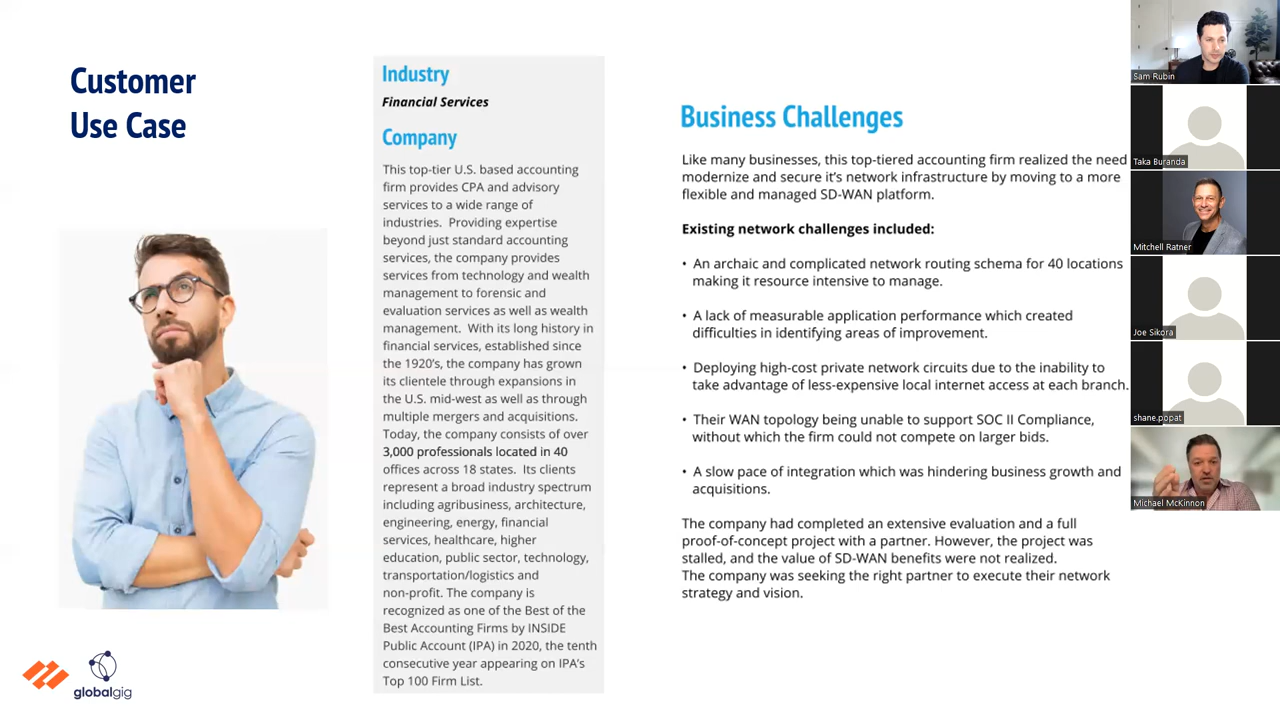 Customer
Use Case
Industry
Financial Services
Company
This top-tier U.S. based accounting
firm provides CPA and advisory
services to a wide range of
industries.  Providing expertise
beyond just standard accounting
services, the company provides
services from technology and wealth
management to forensic and
evaluation services as well as wealth
management.  With its long history in
financial services, established since
the 1920's, the company has grown
its clientele through expansions in
the U.S. mid-west as well as through
multiple mergers and acquisitions.
Today, the company consists of over
3,000 professionals located in 40
offices across 18 states.  Its clients
represent a broad industry spectrum
including agribusiness, architecture,
engineering, energy, financial
services, healthcare, higher
education, public sector, technology,
transportation/logistics and
non-profit. The company is
recognized as one of the Best of the
Best Accounting Firms by INSIDE
Public Account (IPA) in 2020, the tenth
consecutive year appearing on IPA's
Top 100 Firm List.
Business Challenges
Like many businesses, this top-tiered accounting firm realized the need
modernize and secure it's network infrastructure by moving to a more
flexible and managed SD-WAN platform.
Existing network challenges included:
• An archaic and complicated network routing schema for 40 locations
making it resource intensive to manage.
• A lack of measurable application performance which created
difficulties in identifying areas of improvement.
• Deploying high-cost private network circuits due to the inability to
take advantage of less-expensive local internet access at each branch.
• Their WAN topology being unable to support SOC II Compliance,
without which the firm could not compete on larger bids.
• A slow pace of integration which was hindering business growth and
acquisitions.
The company had completed an extensive evaluation and a full
proof-of-concept project with a partner. However, the project was
stalled, and the value of SD-WAN benefits were not realized.
The company was seeking the right partner to execute their network
strategy and vision.
globalgig
Sam Rubin
Taka Buranda
Mitchell Ratner
Joe Sikora
shane.popat
Michael McKinnon